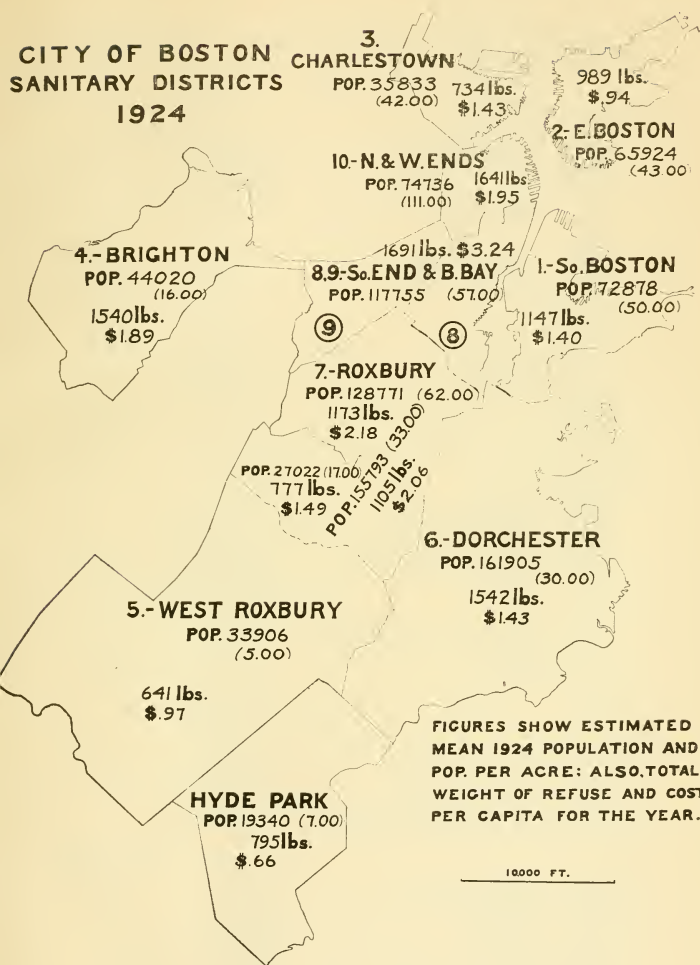 CITY OF BOSTON
SANITARY DISTRICTS
1924
3.
CHARLESTOWN
POP. 35833
(42.00)
734 lbs.
$1.43
989 lbs.
$.94
2-E. BOSTON
POP. 65924
(43.00
10.-N. & W. ENDS
POP. 74736
(111.00)
1641 lbs.
$1.95
4.-BRIGHTON
POP. 44020
(16.00)
1540 lbs.
$1.89
1691 lbs. $3.24
8,9.-So. END & B. BAY
POP. 117755 (57.00)
9
8
1.-So. BOSTON
POP. 72878
(50.00)
1147 lbs.
$1.40
7.-ROXBURY
POP. 128771 (62.00)
1173 lbs.
$2.18
POP. 27022 (17.00)
777 lbs.
$1.49
POP. 155793 (33.00)
1105 lbs.
$2.06
6.-DORCHESTER
POP. 161905
(30.00)
1542 lbs.
$1.43
5.-WEST ROXBURY
POP. 33906
(5.00)
641 lbs.
$.97
HYDE PARK
POP. 19340 (7.00)
795 lbs.
$.66
FIGURES SHOW ESTIMATED
MEAN 1924 POPULATION AND
POP. PER ACRE: ALSO, TOTAL
WEIGHT OF REFUSE AND COST
PER CAPITA FOR THE YEAR.
10000 FT.